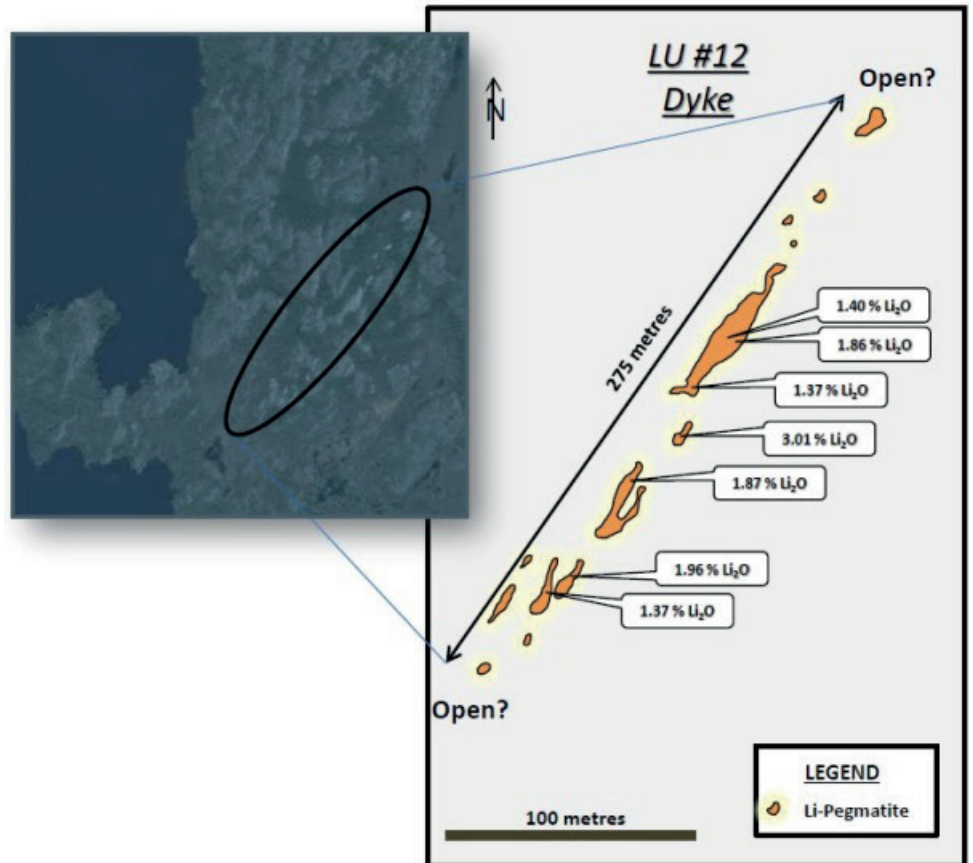 LU #12
Dyke
Open?
N
275 metres
1.40 % Li₂O
1.86 % Li₂O
1.37 % Li₂O
3.01 % Li₂O
1.87 % Li₂O
1.96 % Li₂O
1.37 % Li₂O
Open?
LEGEND
Li-Pegmatite
100 metres